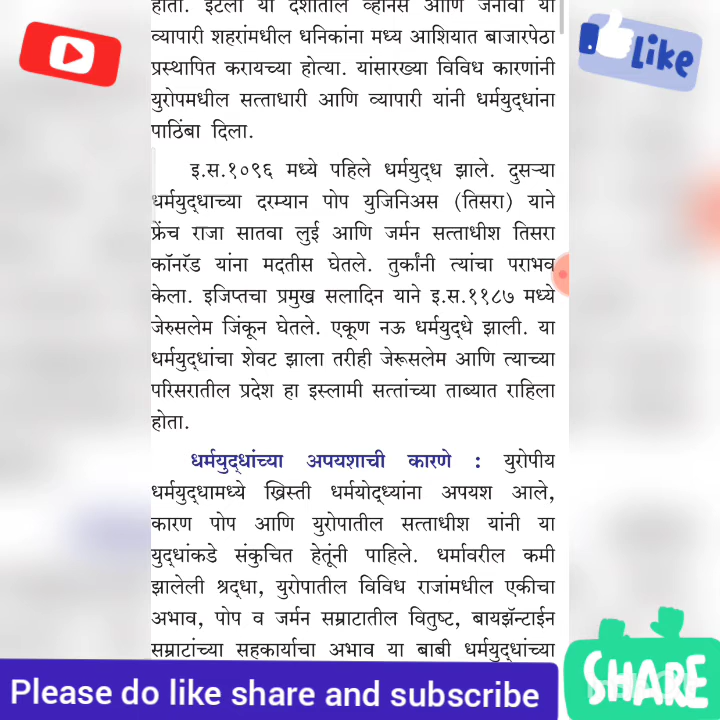 होता. इटली या देशातील व्हेनिस आणि जिनोवा या
व्यापारी शहरांमधील धनिकांना मध्य आशियात बाजारपेठा
प्रस्थापित करायच्या होत्या. यांसारख्या विविध कारणांनी
युरोपमधील सत्ताधारी आणि व्यापारी यांनी धर्मयुद्धांना
पाठिंबा दिला.
इ.स.१०९६ मध्ये पहिले धर्मयुद्ध झाले. दुसऱ्या
धर्मयुद्धाच्या दरम्यान पोप युजिनिअस (तिसरा) याने
फ्रेंच राजा सातवा लुई आणि जर्मन सत्ताधीश तिसरा
कॉनरॅड यांना मदतीस घेतले. तुर्कांनी त्यांचा पराभव
केला. इजिप्तचा प्रमुख सलादिन याने इ.स.११८७ मध्ये
जेरुसलेम जिंकून घेतले. एकूण नऊ धर्मयुद्धे झाली. या
धर्मयुद्धांचा शेवट झाला तरीही जेरूसलेम आणि त्याच्या
परिसरातील प्रदेश हा इस्लामी सत्तांच्या ताब्यात राहिला
होता.
धर्मयुद्धांच्या अपयशाची कारणे : युरोपीय
धर्मयुद्धामध्ये ख्रिस्ती धर्मयोद्ध्यांना अपयश आले,
कारण पोप आणि युरोपातील सत्ताधीश यांनी या
युद्धांकडे संकुचित हेतूंनी पाहिले. धर्मावरील कमी
झालेली श्रद्धा, युरोपातील विविध राजांमधील एकीचा
अभाव, पोप व जर्मन सम्राटातील वितुष्ट, बायझॅन्टाईन
सम्राटांच्या सहकार्याचा अभाव या बाबी धर्मयुद्धांच्या
Like
Please do like share and subscribe
SHARE